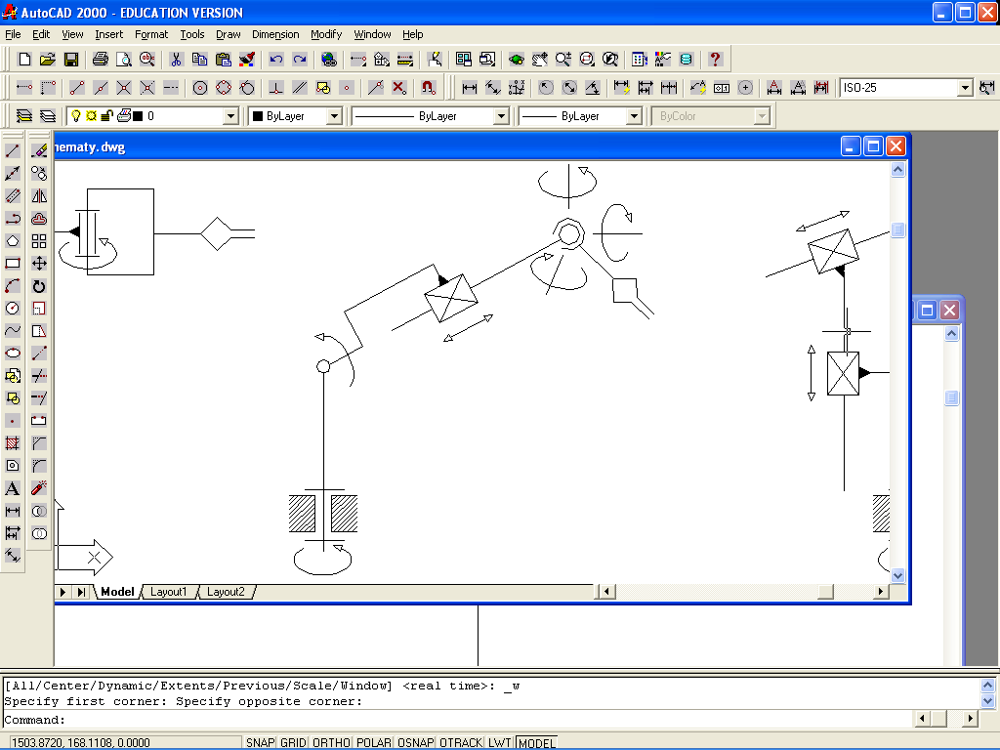 AutoCAD 2000 - EDUCATION VERSION
File Edit View Insert Format Tools Draw Dimension Modify Window Help
ISO-25
0 ByLayer ByLayer ByLayer ByColor
hematy.dwg
Model Layout1 Layout2
[All/Center/Dynamic/Extents/Previous/Scale/Window] <real time>: _w
Specify first corner: Specify opposite corner:
Command:
1503.8720, 168.1108, 0.0000 SNAP GRID ORTHO POLAR OSNAP OTRACK LWT MODEL